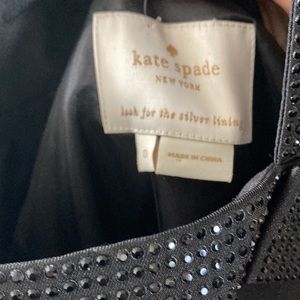 kate spade
NEW YORK
look for the silver lining
0
MADE IN CHINA